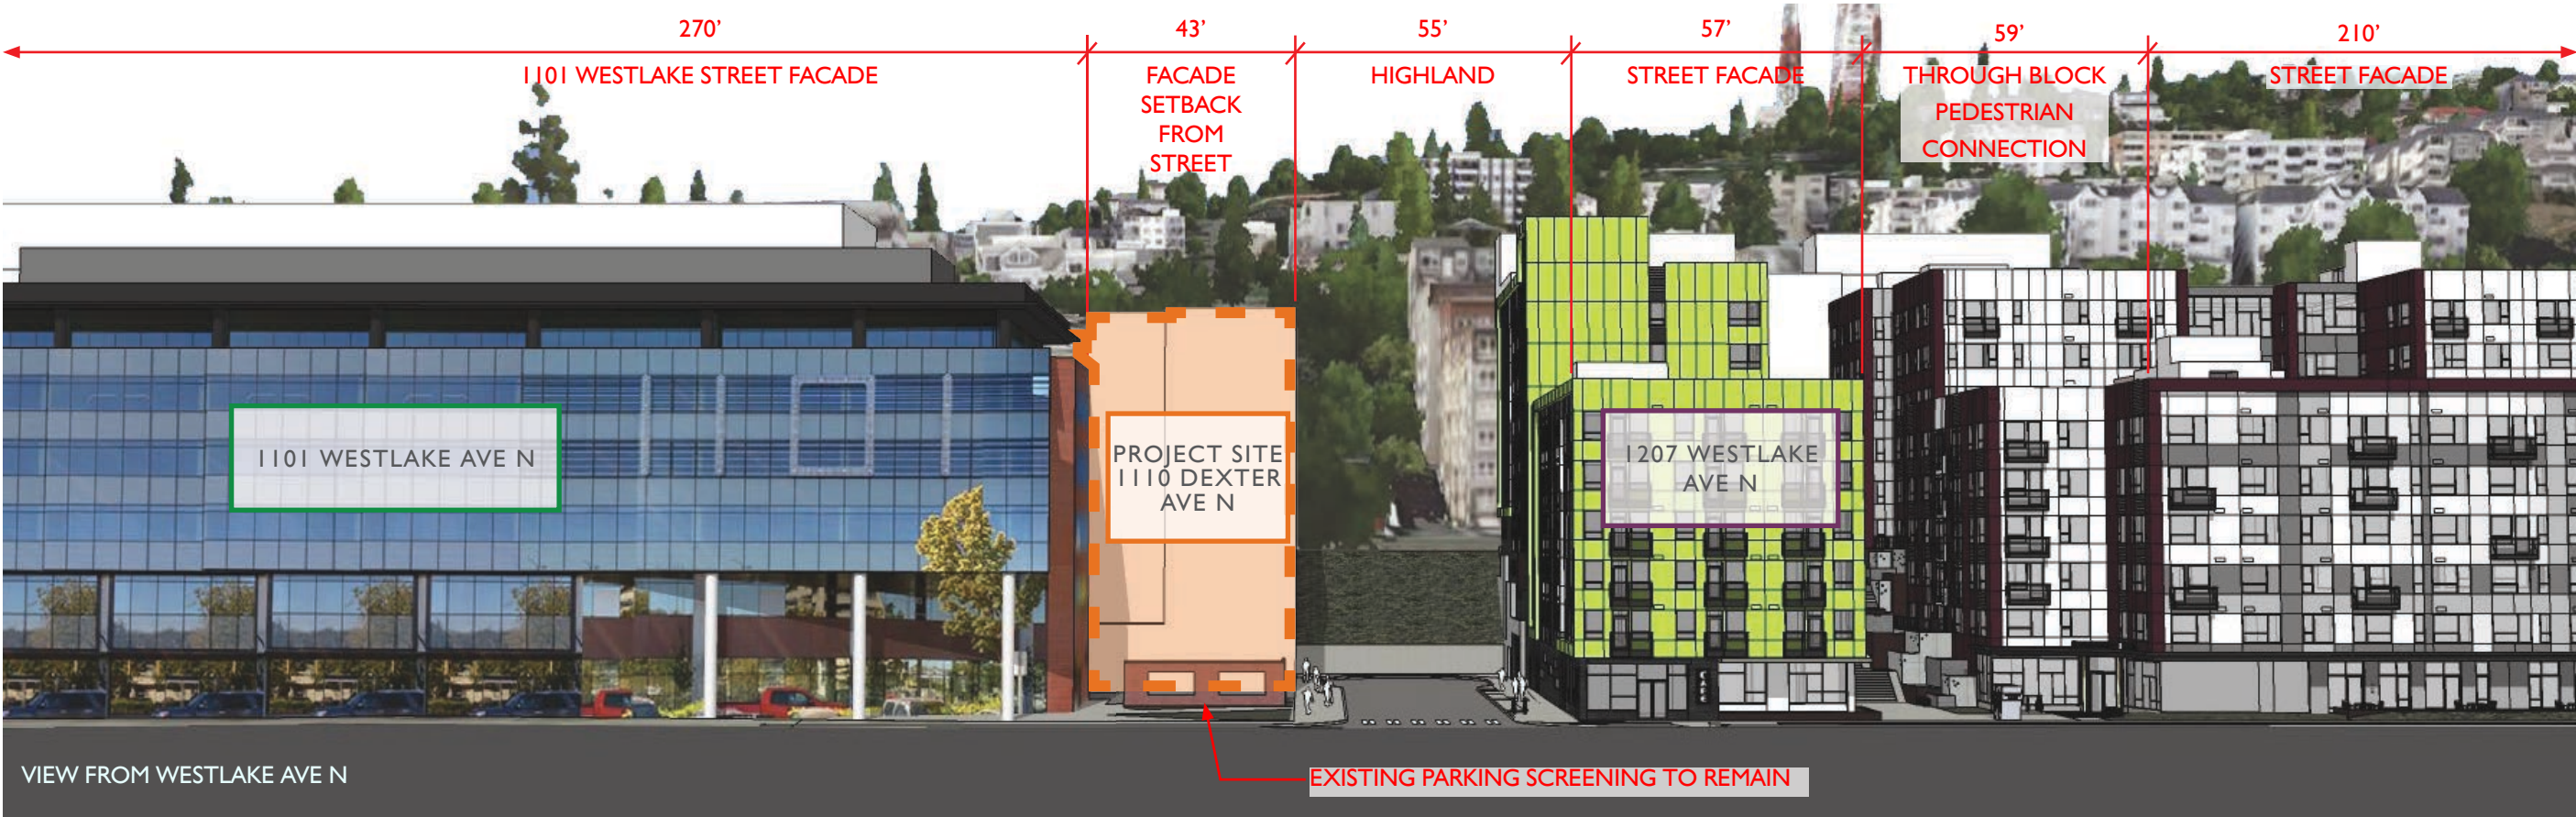 270’
43’
55’
57’
59’
210’
1101 WESTLAKE STREET FACADE
FACADE
SETBACK
FROM
STREET
HIGHLAND
STREET FACADE
THROUGH BLOCK
PEDESTRIAN
CONNECTION
STREET FACADE
1101 WESTLAKE AVE N
PROJECT SITE
1110 DEXTER
AVE N
1207 WESTLAKE
AVE N
CAFE
VIEW FROM WESTLAKE AVE N
EXISTING PARKING SCREENING TO REMAIN